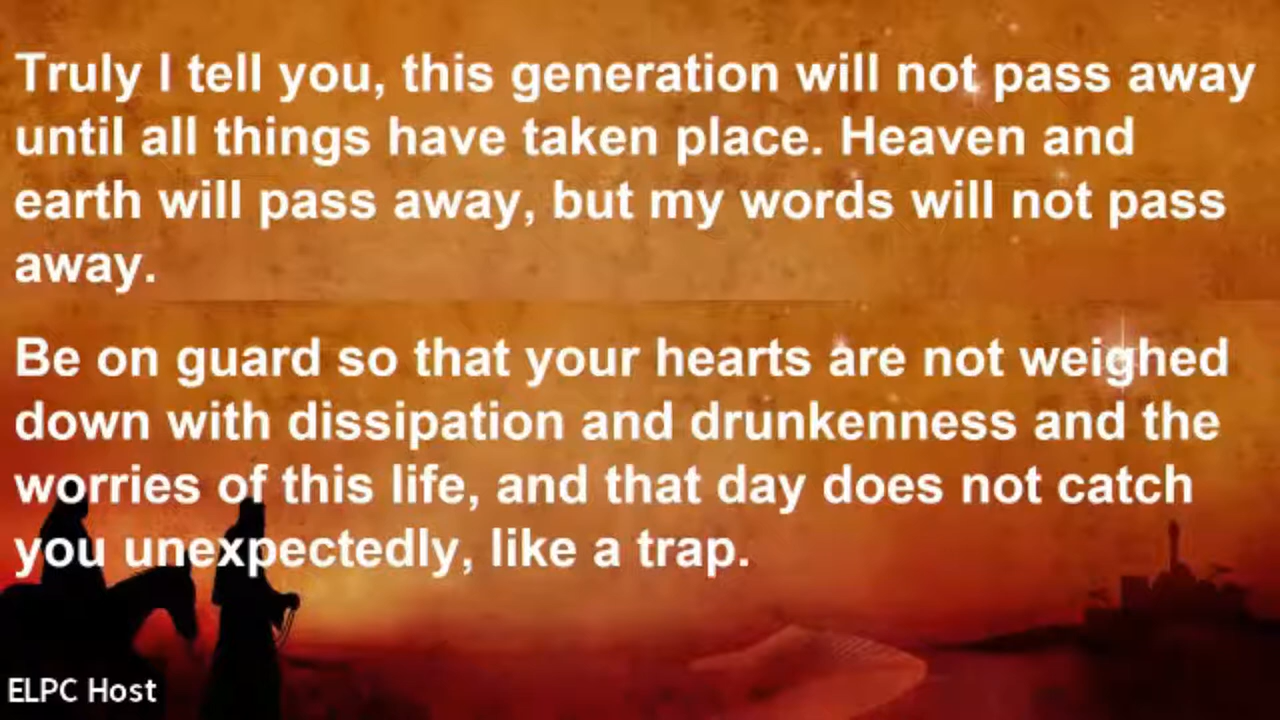 Truly I tell you, this generation will not pass away
until all things have taken place. Heaven and
earth will pass away, but my words will not pass
away.
Be on guard so that your hearts are not weighed
down with dissipation and drunkenness and the
worries of this life, and that day does not catch
you unexpectedly, like a trap.
ELPC Host